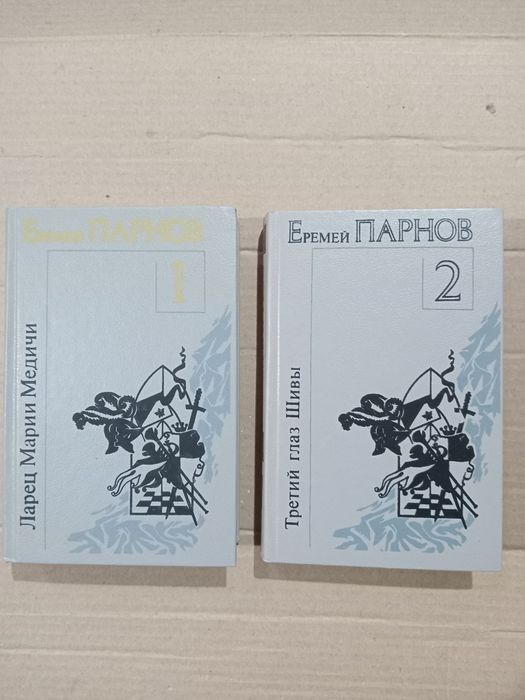 Еремей ПАРНОВ
1
Ларец Марии Медичи
Еремей ПАРНОВ
2
Третий глаз Шивы